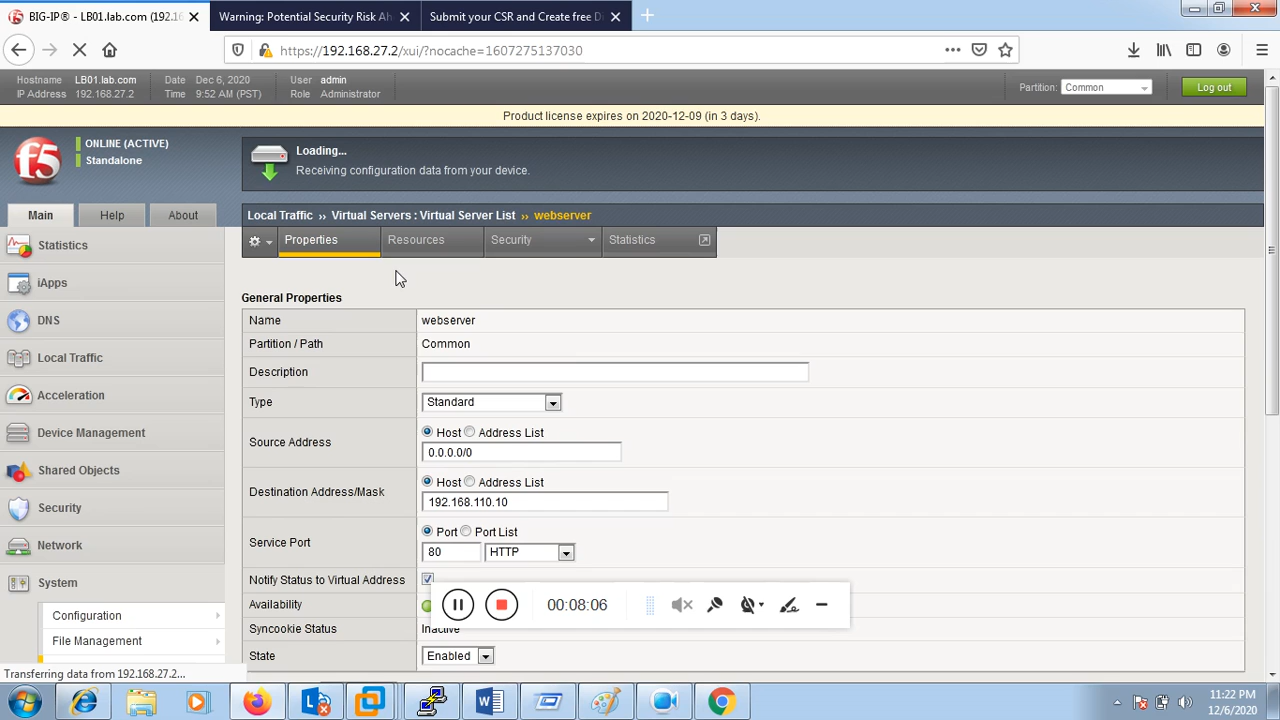 BIG-IP® - LB01.lab.com (192.16
Warning: Potential Security Risk Ah
Submit your CSR and Create free D
https://192.168.27.2/xui/?nocache=1607275137030
Hostname LB01.lab.com
IP Address 192.168.27.2
Date Dec 6, 2020
Time 9:52 AM (PST)
User admin
Role Administrator
Partition: Common
Log out
Product license expires on 2020-12-09 (in 3 days).
f5
ONLINE (ACTIVE)
Standalone
Loading...
Receiving configuration data from your device.
Main Help About
Local Traffic ›› Virtual Servers : Virtual Server List ›› webserver
Properties Resources Security Statistics
Statistics
iApps
DNS
Local Traffic
Acceleration
Device Management
Shared Objects
Security
Network
System
Configuration
File Management
General Properties
Name webserver
Partition / Path Common
Description
Type Standard
Source Address Host Address List
0.0.0.0/0
Destination Address/Mask Host Address List
192.168.110.10
Service Port Port Port List
80 HTTP
Notify Status to Virtual Address
Availability
Syncookie Status Inactive
State Enabled
00:08:06
Transferring data from 192.168.27.2...
11:22 PM
12/6/2020